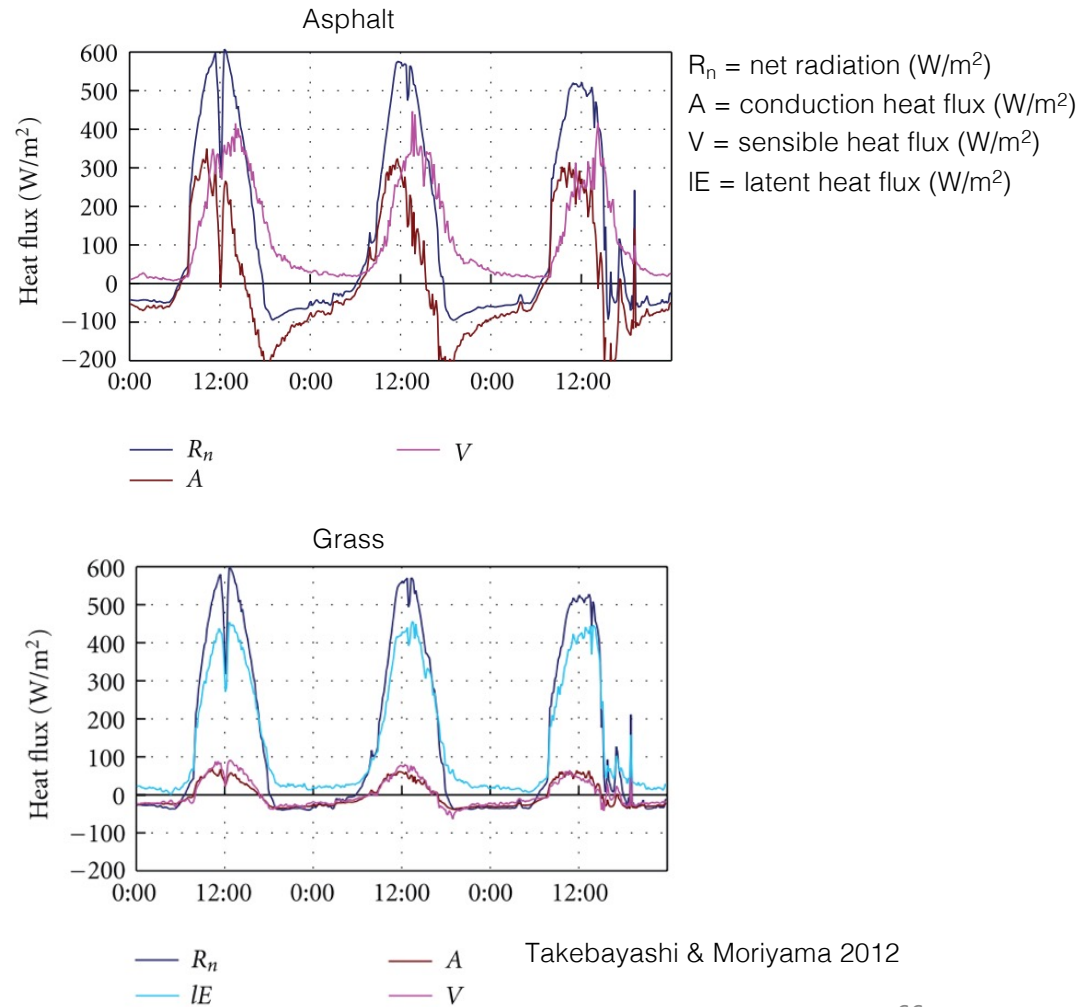 Asphalt
600
500
400
300
200
100
0
−100
−200
Heat flux (W/m²)
0:00 12:00 0:00 12:00 0:00 12:00
Rₙ V
A
Rₙ = net radiation (W/m²)
A = conduction heat flux (W/m²)
V = sensible heat flux (W/m²)
lE = latent heat flux (W/m²)
Grass
600
500
400
300
200
100
0
−100
−200
Heat flux (W/m²)
0:00 12:00 0:00 12:00 0:00 12:00
Rₙ A
lE V
Takebayashi & Moriyama 2012